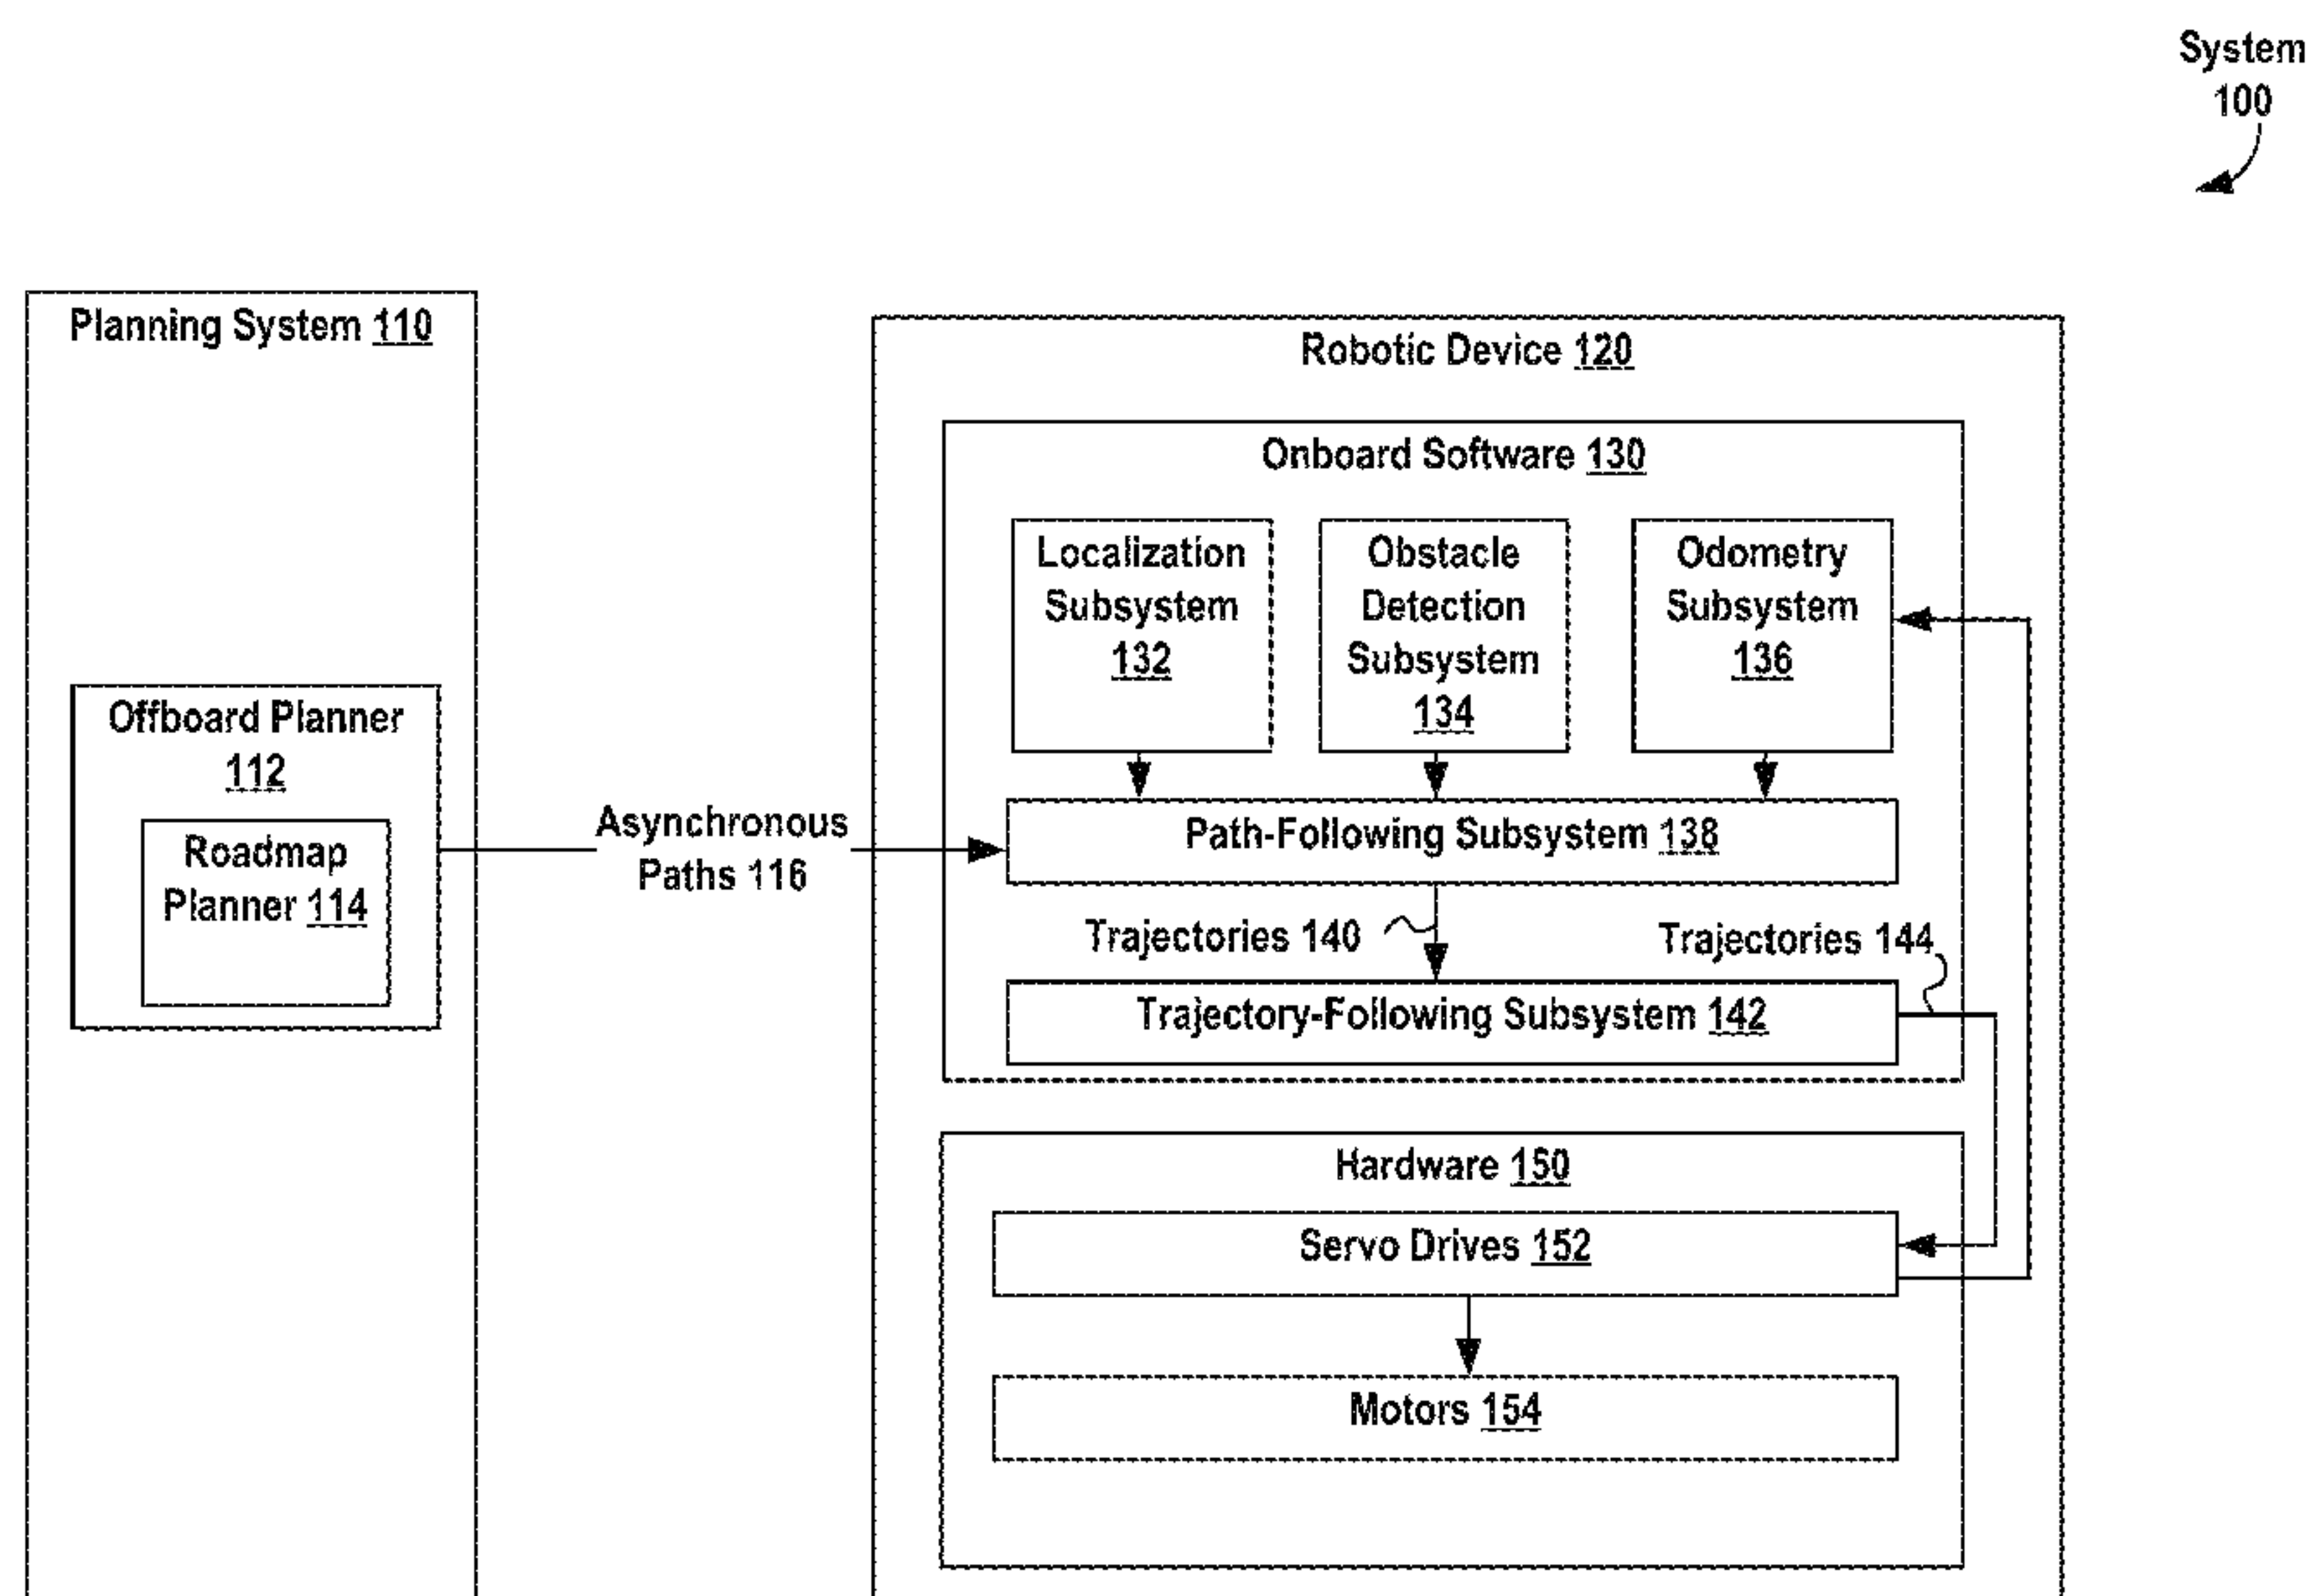 System
100
Planning System 110
Offboard Planner
112
Roadmap
Planner 114
Asynchronous
Paths 116
Robotic Device 120
Onboard Software 130
Localization
Subsystem
132
Obstacle
Detection
Subsystem
134
Odometry
Subsystem
136
Path-Following Subsystem 138
Trajectories 140
Trajectories 144
Trajectory-Following Subsystem 142
Hardware 150
Servo Drives 152
Motors 154